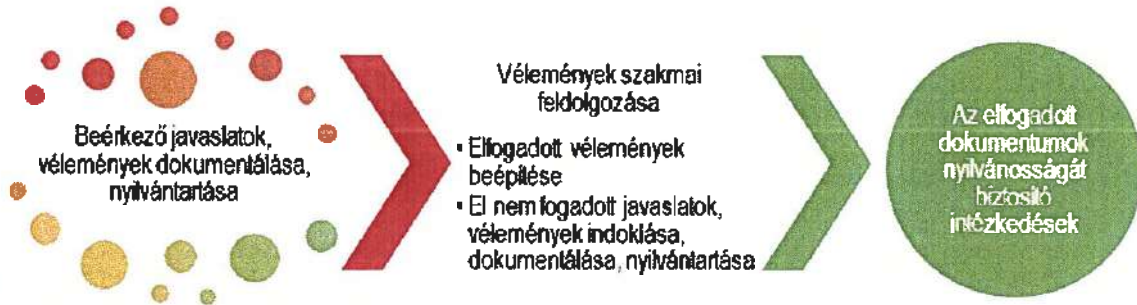 Beérkező javaslatok,
vélemények dokumentálása,
nyilvántartása
Vélemények szakmai
feldolgozása
▪ Elfogadott vélemények
beépítése
▪ El nem fogadott javaslatok,
vélemények indoklása,
dokumentálása, nyilvántartása
Az elfogadott
dokumentumok
nyilvánosságát
biztosító
intézkedések